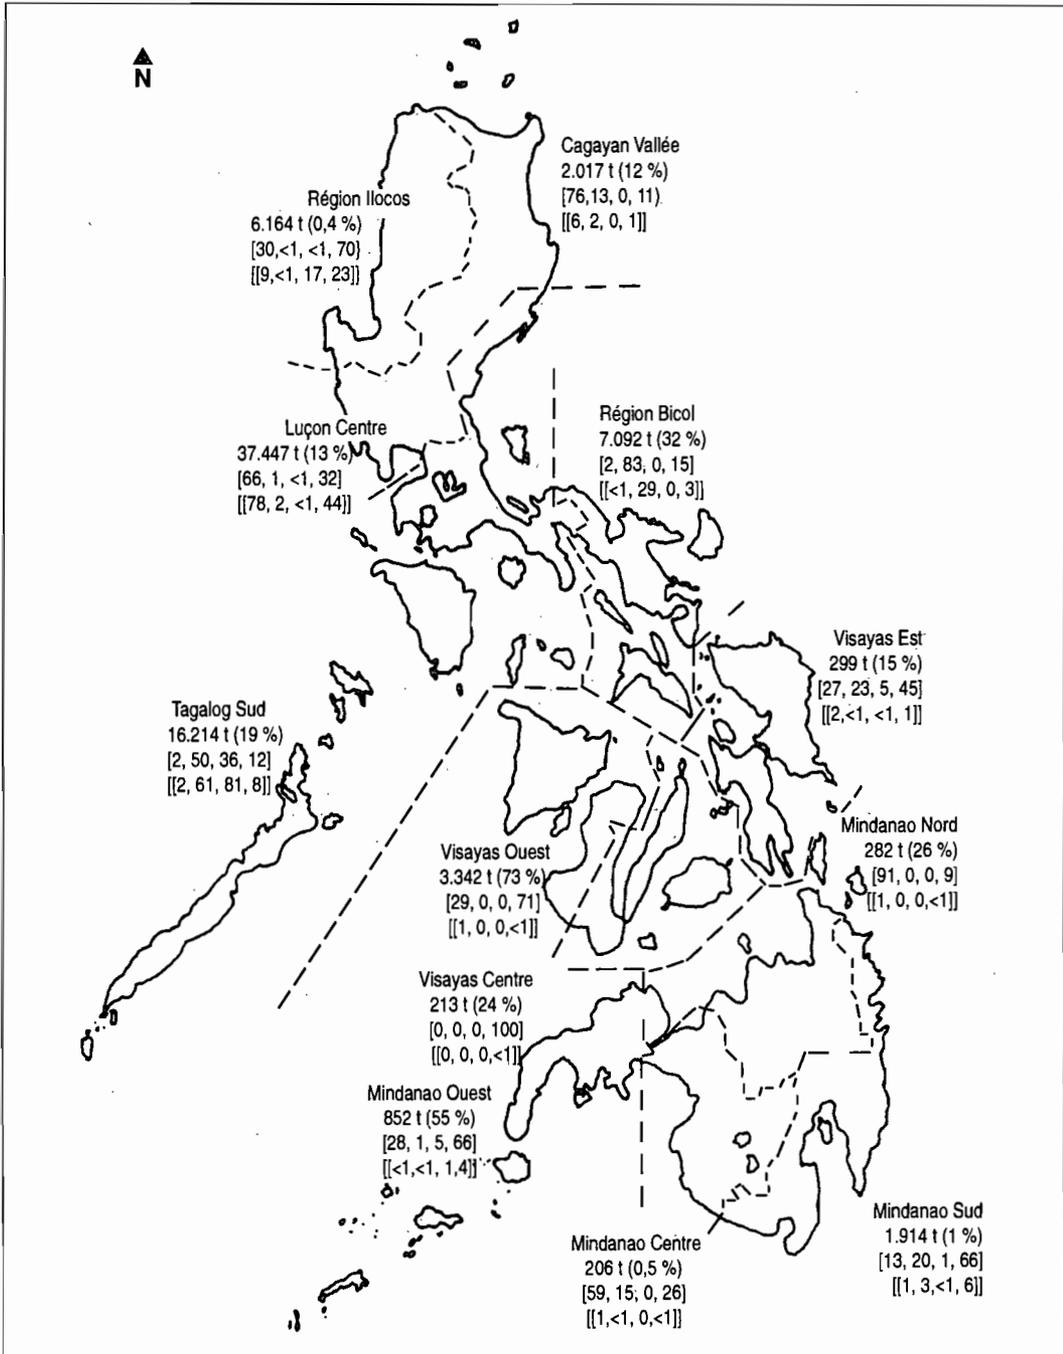 N
Cagayan Vallée
2.017 t (12 %)
[76,13, 0, 11)
[[6, 2, 0, 1]]
Région Ilocos
6.164 t (0,4 %)
[30,<1, <1, 70}
[[9,<1, 17, 23]]
Région Bicol
7.092 t (32 %)
[2, 83, 0, 15]
[[<1, 29, 0, 3]]
Luçon Centre
37.447 t (13 %)
[66, 1, <1, 32]
[[78, 2, <1, 44]]
Visayas Est
299 t (15 %)
[27, 23, 5, 45]
[[2,<1, <1, 1]]
Tagalog Sud
16.214 t (19 %)
[2, 50, 36, 12]
[[2, 61, 81, 8]]
Mindanao Nord
282 t (26 %)
[91, 0, 0, 9]
[[1, 0, 0,<1]]
Visayas Ouest
3.342 t (73 %)
[29, 0, 0, 71]
[[1, 0, 0,<1]]
Visayas Centre
213 t (24 %)
[0, 0, 0, 100]
[[0, 0, 0,<1]]
Mindanao Ouest
852 t (55 %)
[28, 1, 5, 66]
[[<1,<1, 1,4]]
Mindanao Sud
1.914 t (1 %)
[13, 20, 1, 66]
[[1, 3,<1, 6]]
Mindanao Centre
206 t (0,5 %)
[59, 15, 0, 26]
[[1,<1, 0,<1]]